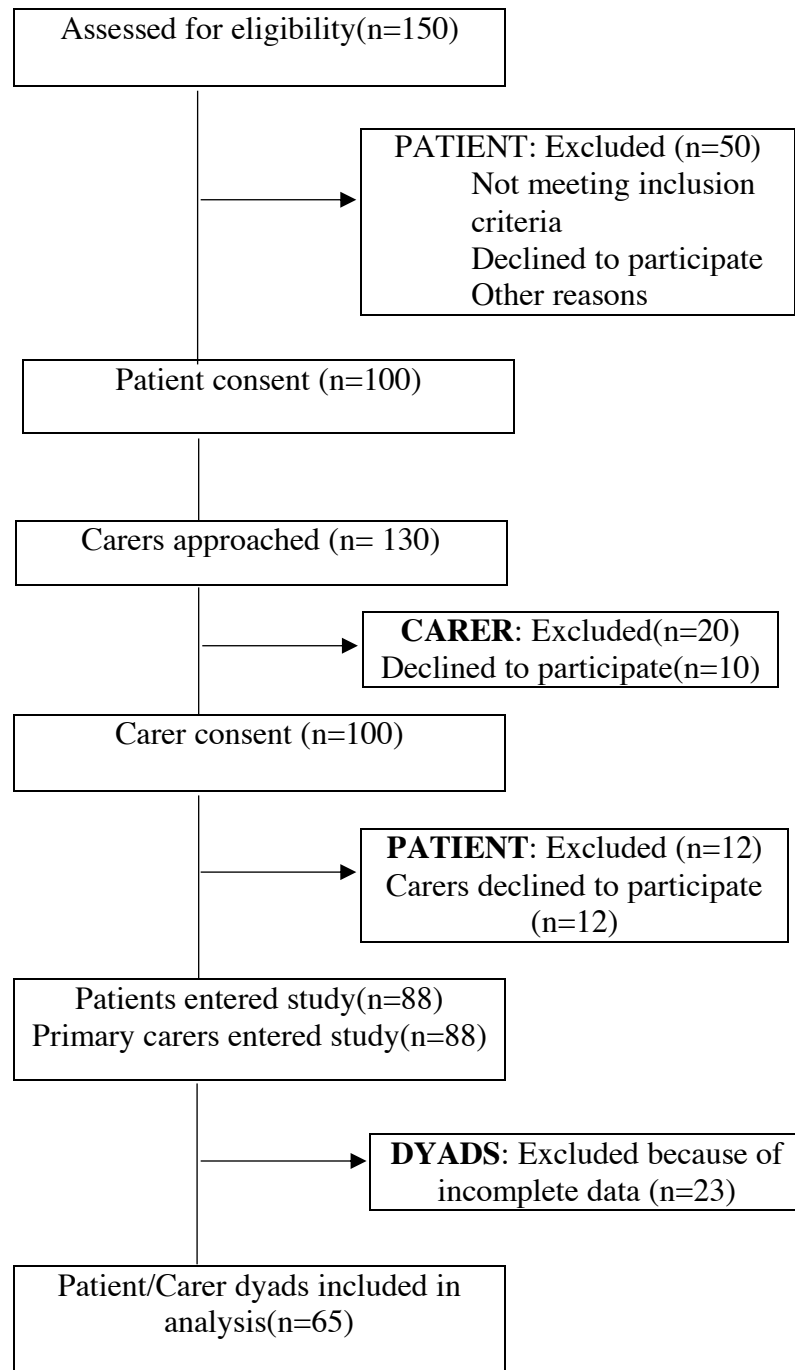 Assessed for eligibility(n=150)
PATIENT: Excluded (n=50)
Not meeting inclusion
criteria
Declined to participate
Other reasons
Patient consent (n=100)
Carers approached (n= 130)
CARER: Excluded(n=20)
Declined to participate(n=10)
Carer consent (n=100)
PATIENT: Excluded (n=12)
Carers declined to participate
(n=12)
Patients entered study(n=88)
Primary carers entered study(n=88)
DYADS: Excluded because of
incomplete data (n=23)
Patient/Carer dyads included in
analysis(n=65)